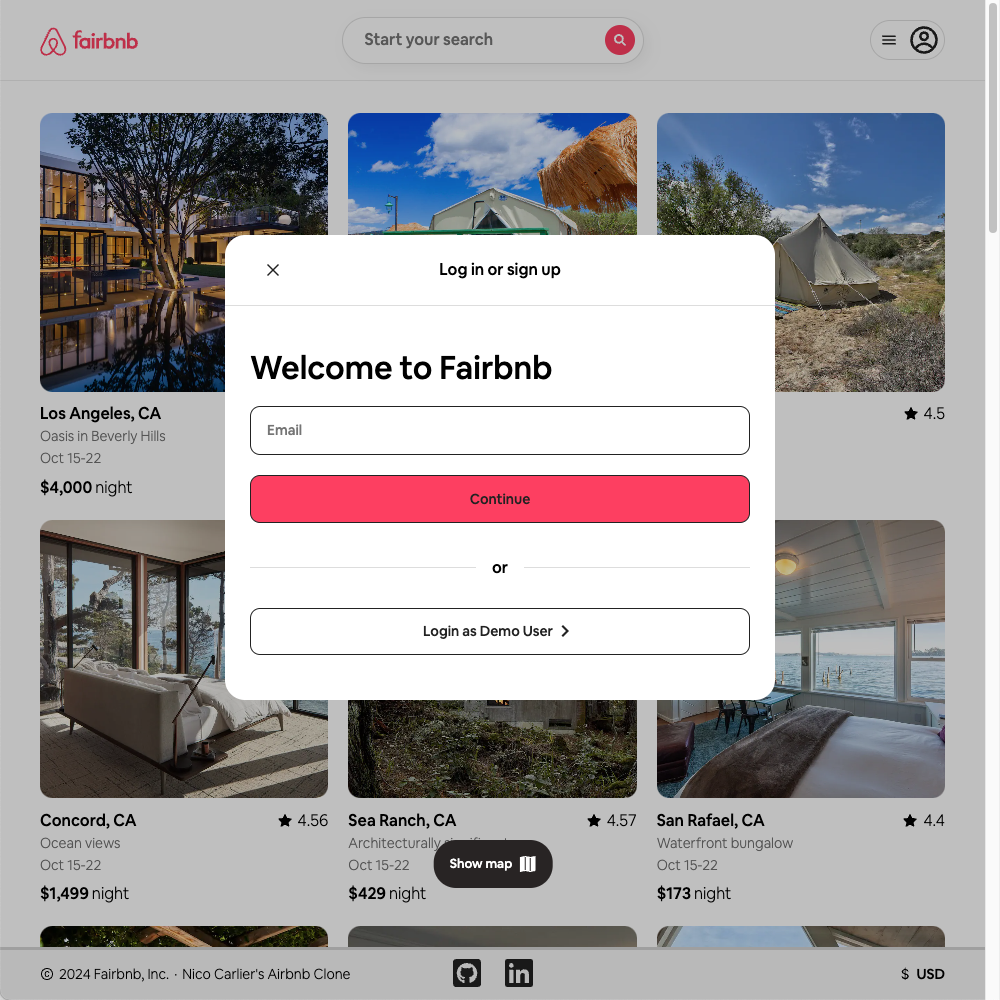 fairbnb
Start your search
Log in or sign up
Welcome to Fairbnb
Email
Continue
or
Login as Demo User
Los Angeles, CA
Oasis in Beverly Hills
Oct 15-22
$4,000 night
4.5
Concord, CA 4.56
Ocean views
Oct 15-22
$1,499 night
Sea Ranch, CA 4.57
Architecturally
Oct 15-22
$429 night
San Rafael, CA 4.4
Waterfront bungalow
Oct 15-22
$173 night
Show map
© 2024 Fairbnb, Inc. · Nico Carlier's Airbnb Clone
in
$ USD